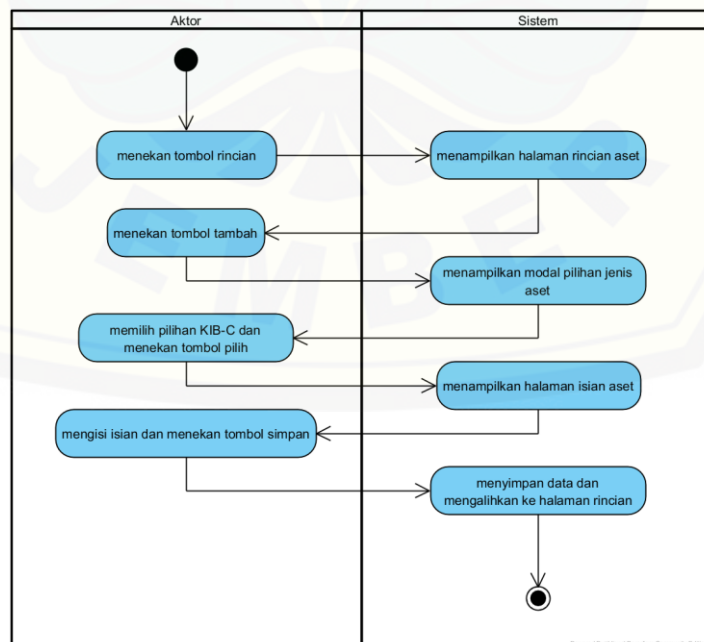 Aktor
Sistem
menekan tombol rincian
menampilkan halaman rincian aset
menekan tombol tambah
menampilkan modal pilihan jenis
aset
memilih pilihan KIB-C dan
menekan tombol pilih
menampilkan halaman isian aset
mengisi isian dan menekan tombol simpan
menyimpan data dan
mengalihkan ke halaman rincian
JEMBER